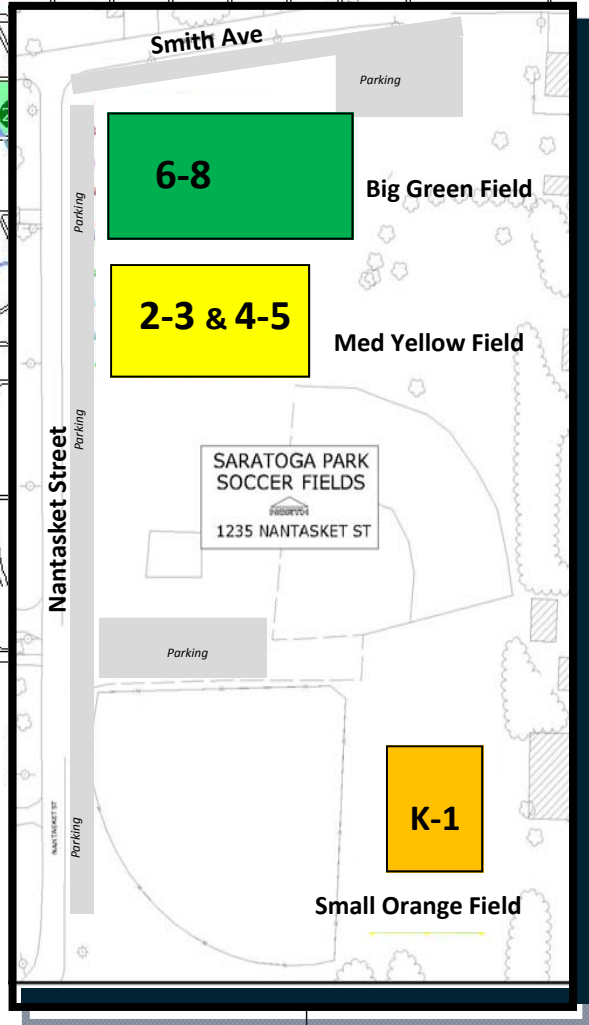 Smith Ave
Parking
6-8
Big Green Field
Parking
2-3 & 4-5
Med Yellow Field
Parking
Nantasket Street
SARATOGA PARK
SOCCER FIELDS
NORTH
1235 NANTASKET ST
Parking
K-1
NANTASKET ST
Parking
Small Orange Field